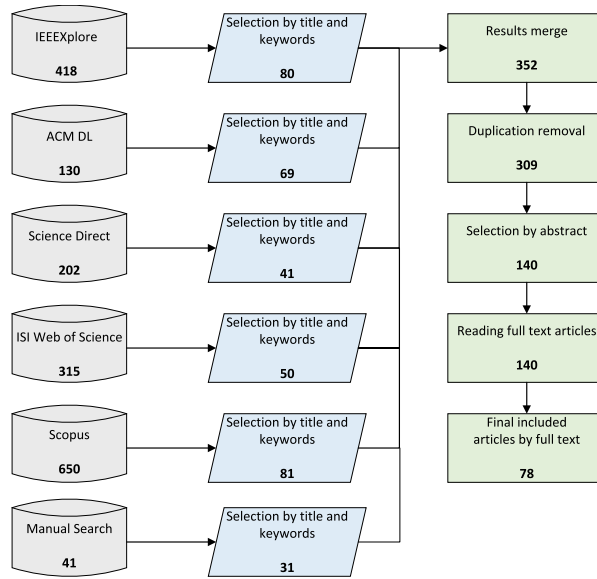 IEEEXplore
418
Selection by title and
keywords
80
Results merge
352
ACM DL
130
Selection by title and
keywords
69
Duplication removal
309
Science Direct
202
Selection by title and
keywords
41
Selection by abstract
140
ISI Web of Science
315
Selection by title and
keywords
50
Reading full text articles
140
Scopus
650
Selection by title and
keywords
81
Final included
articles by full text
78
Manual Search
41
Selection by title and
keywords
31